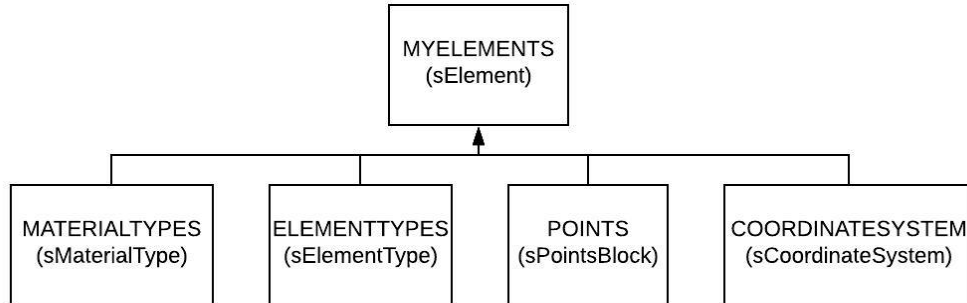 MYELEMENTS
(sElement)
MATERIALTYPES
(sMaterialType)
ELEMENTTYPES
(sElementType)
POINTS
(sPointsBlock)
COORDINATESYSTEM
(sCoordinateSystem)